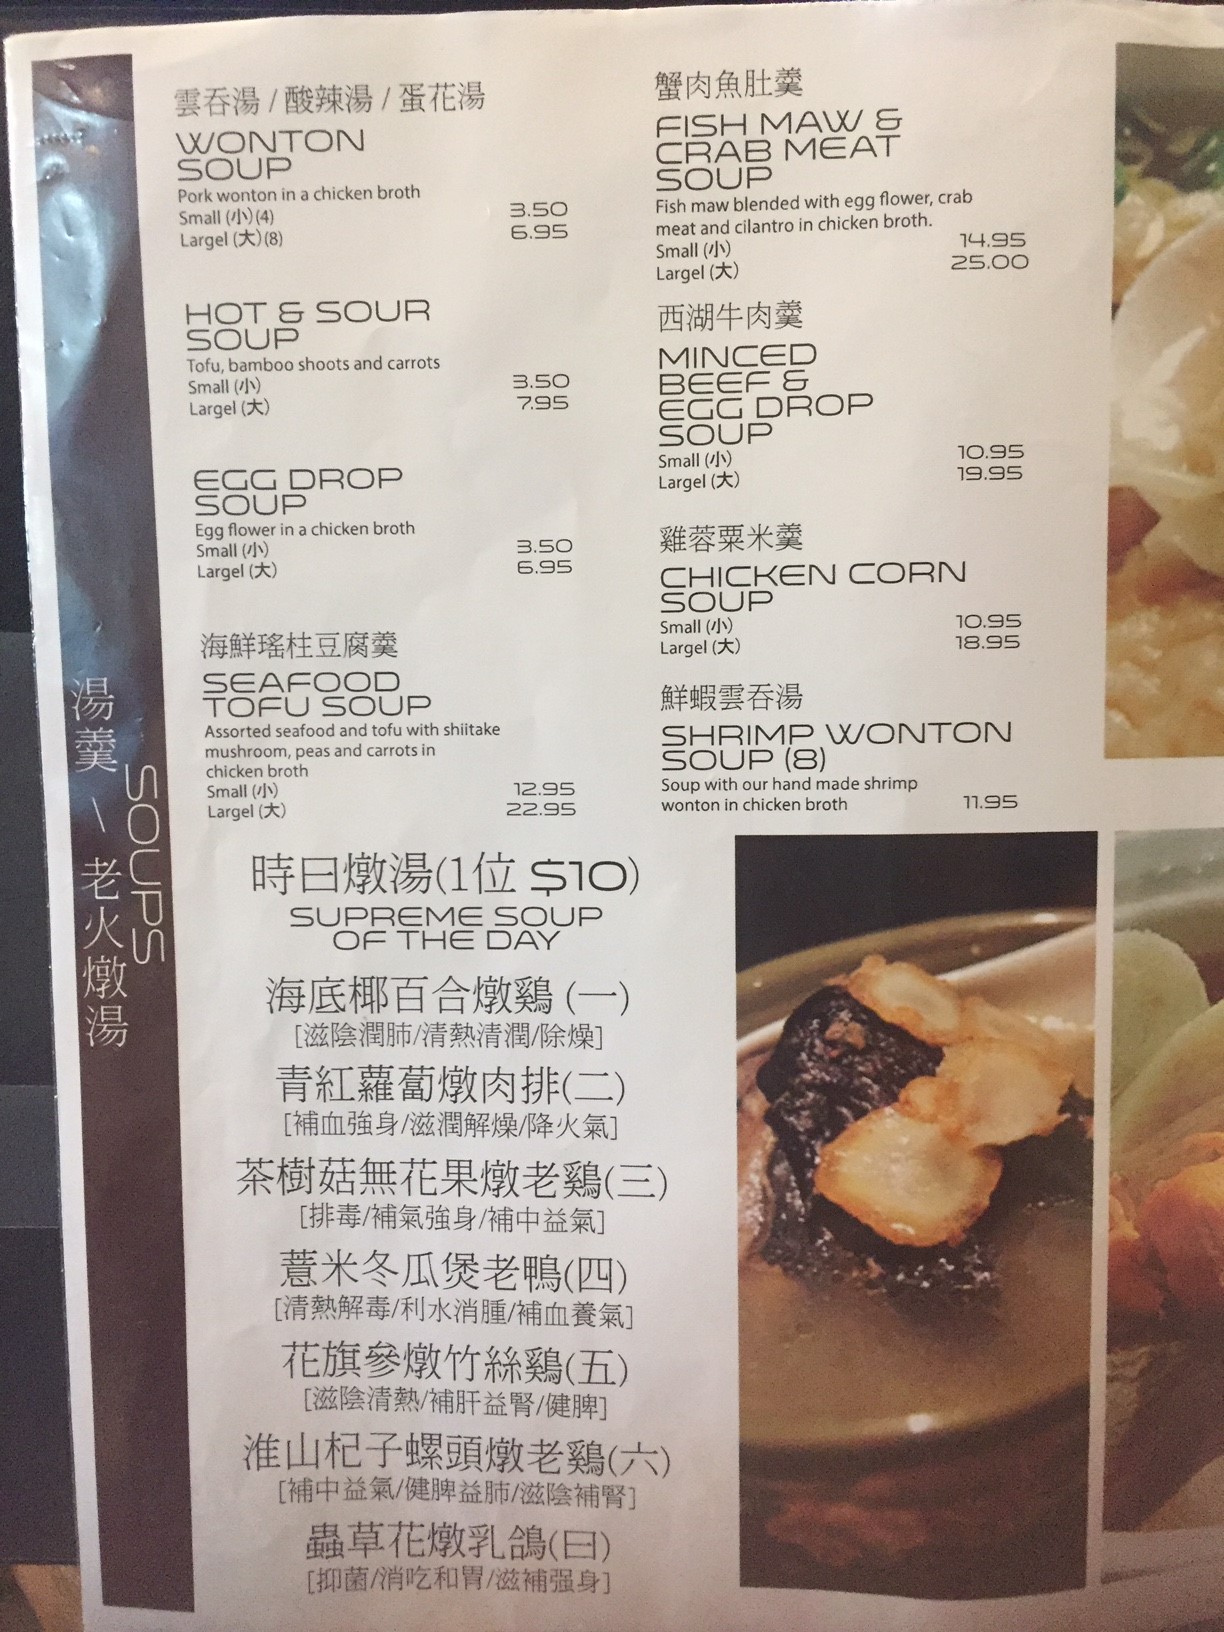 雲吞湯 / 酸辣湯 / 蛋花湯
WONTON
SOUP
Pork wonton in a chicken broth
Small (小)(4) 3.50
Largel (大)(8) 6.95
HOT & SOUR
SOUP
Tofu, bamboo shoots and carrots
Small (小) 3.50
Largel (大) 7.95
EGG DROP
SOUP
Egg flower in a chicken broth
Small (小) 3.50
Largel (大) 6.95
海鮮瑤柱豆腐羹
SEAFOOD
TOFU SOUP
Assorted seafood and tofu with shiitake
mushroom, peas and carrots in
chicken broth
Small (小) 12.95
Largel (大) 22.95
蟹肉魚肚羹
FISH MAW &
CRAB MEAT
SOUP
Fish maw blended with egg flower, crab
meat and cilantro in chicken broth.
Small (小) 14.95
Largel (大) 25.00
西湖牛肉羹
MINCED
BEEF &
EGG DROP
SOUP
Small (小) 10.95
Largel (大) 19.95
雞蓉粟米羹
CHICKEN CORN
SOUP
Small (小) 10.95
Largel (大) 18.95
鮮蝦雲吞湯
SHRIMP WONTON
SOUP (8)
Soup with our hand made shrimp
wonton in chicken broth 11.95
湯羹 \ 老火燉湯
SOUPS
時日燉湯(1位 $10)
SUPREME SOUP
OF THE DAY
海底椰百合燉鷄 (一)
[滋陰潤肺/清熱清潤/除燥]
青紅蘿蔔燉肉排(二)
[補血強身/滋潤解燥/降火氣]
茶樹菇無花果燉老鷄(三)
[排毒/補氣強身/補中益氣]
薏米冬瓜煲老鴨(四)
[清熱解毒/利水消腫/補血養氣]
花旗參燉竹絲鷄(五)
[滋陰清熱/補肝益腎/健脾]
淮山杞子螺頭燉老鷄(六)
[補中益氣/健脾益肺/滋陰補腎]
蟲草花燉乳鴿(日)
[抑菌/消吃和胃/滋補强身]